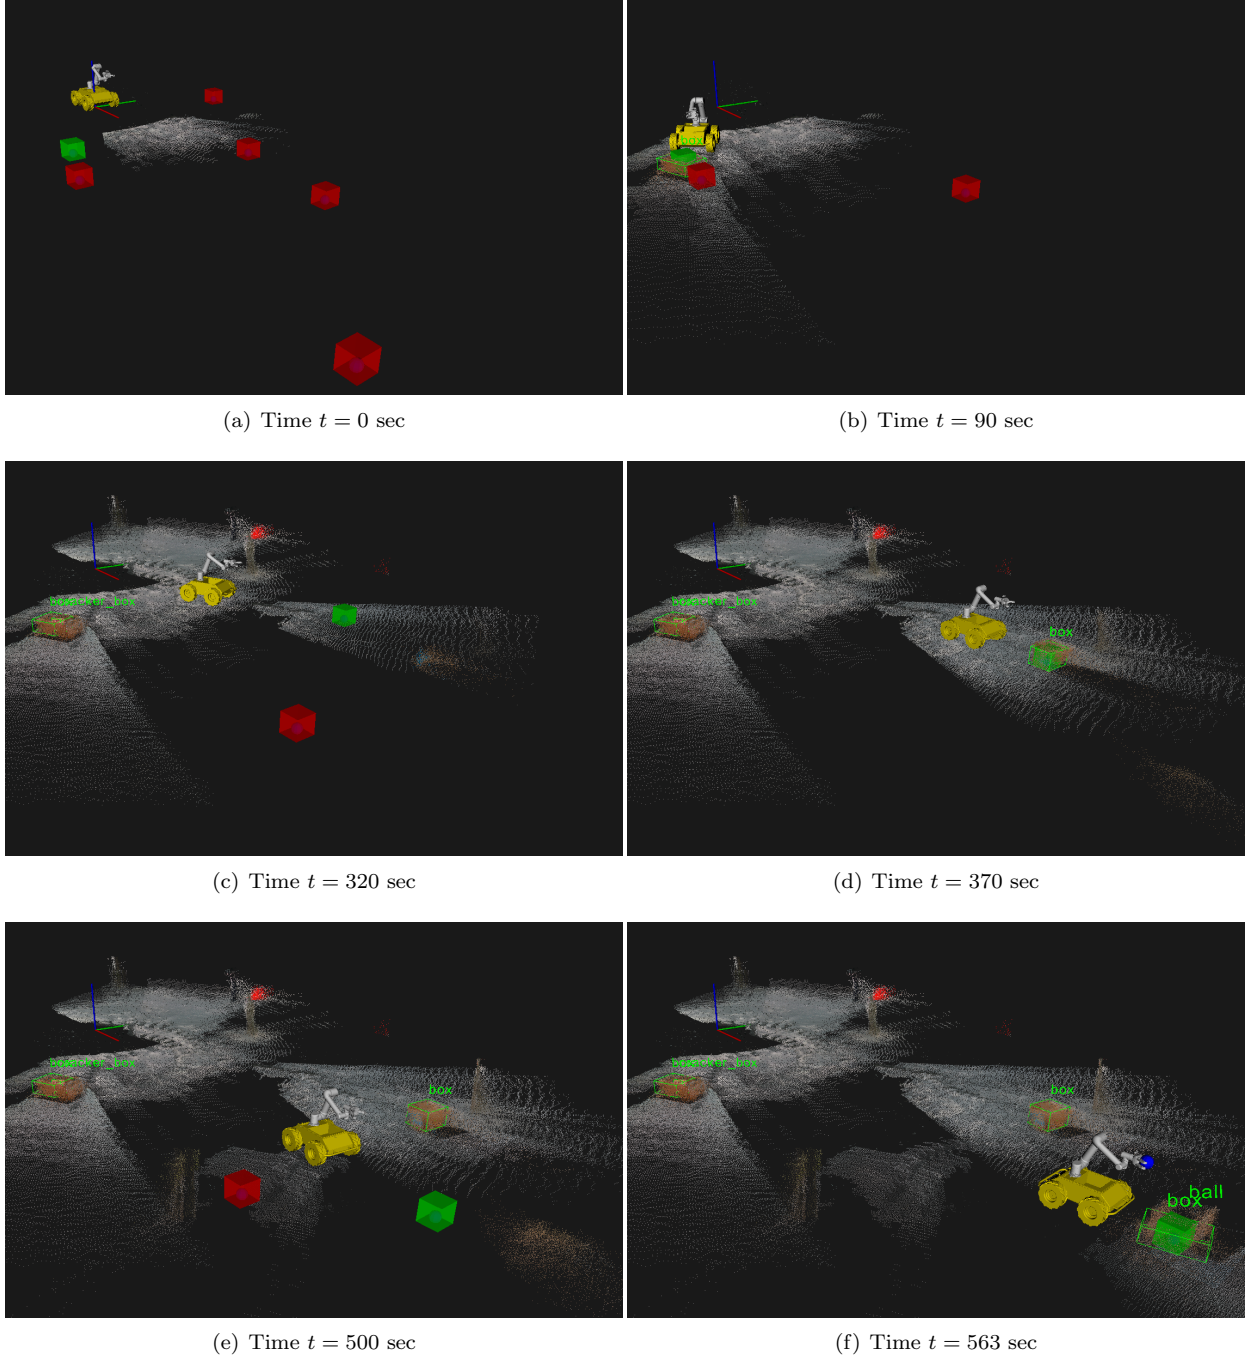 (a) Time t = 0 sec
box
(b) Time t = 90 sec
(c) Time t = 320 sec
box
(d) Time t = 370 sec
box
(e) Time t = 500 sec
box
ball
box
(f) Time t = 563 sec